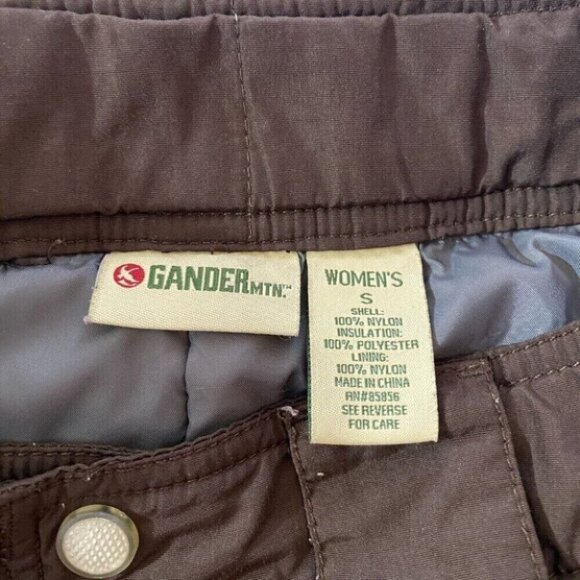 GANDER MTN.™
WOMEN'S
S
SHELL:
100% NYLON
INSULATION:
100% POLYESTER
LINING:
100% NYLON
MADE IN CHINA
RN#85856
SEE REVERSE
FOR CARE